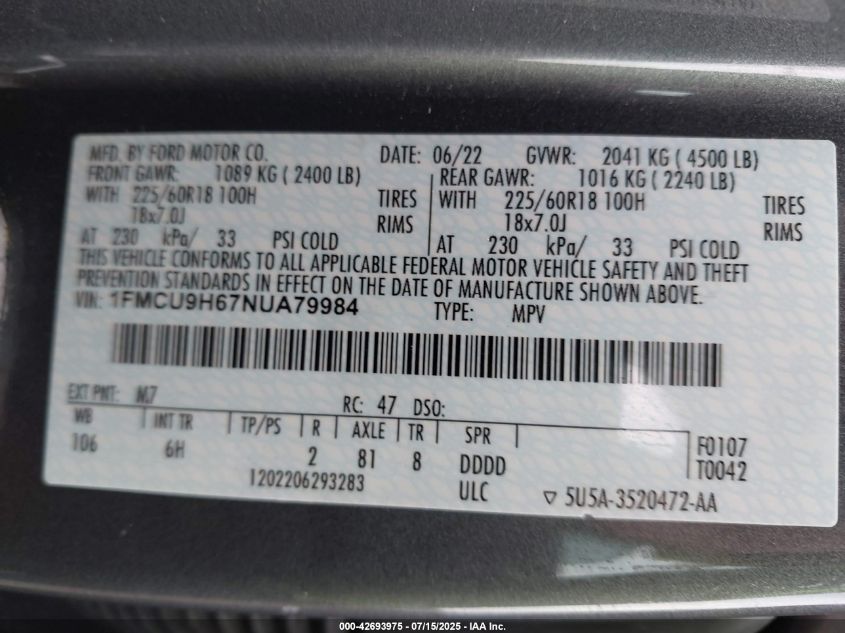 MFD. BY FORD MOTOR CO. DATE: 06/22 GVWR: 2041 KG ( 4500 LB)
FRONT GAWR: 1089 KG ( 2400 LB) REAR GAWR: 1016 KG ( 2240 LB)
WITH 225/60R18 100H TIRES WITH 225/60R18 100H TIRES
18x7.0J RIMS 18x7.0J RIMS
AT 230 kPa/ 33 PSI COLD AT 230 kPa/ 33 PSI COLD
THIS VEHICLE CONFORMS TO ALL APPLICABLE FEDERAL MOTOR VEHICLE SAFETY AND THEFT
PREVENTION STANDARDS IN EFFECT ON THE DATE OF MANUFACTURE SHOWN ABOVE.
VIN: 1FMCU9H67NUA79984 TYPE: MPV
EXT PNT: M7 RC: 47 DSO:
WB INT TR TP/PS R AXLE TR SPR
106 6H 2 81 8 DDDD
F0107
T0042
1202206293283 ULC ▽ 5U5A-3520472-AA
000-42693975 - 07/15/2025 - IAA Inc.